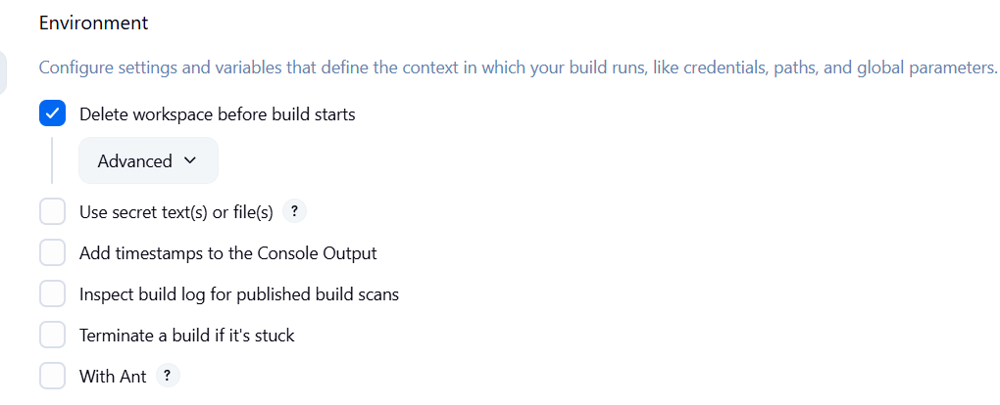 Environment
Configure settings and variables that define the context in which your build runs, like credentials, paths, and global parameters.
Delete workspace before build starts
Advanced
Use secret text(s) or file(s) ?
Add timestamps to the Console Output
Inspect build log for published build scans
Terminate a build if it's stuck
With Ant ?